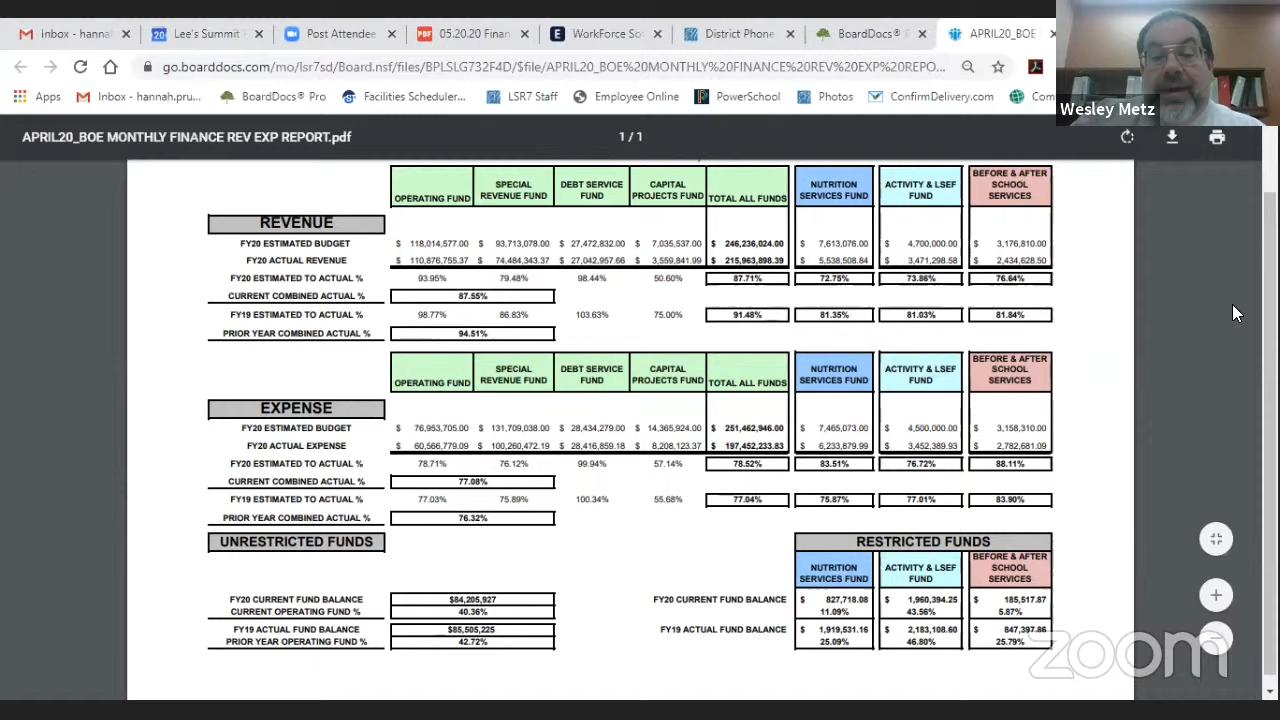 Inbox - hanna
20
Lee's Summit
Post Attendee
PDF
05.20.20 Finan
E
WorkForce So
District Phone
BoardDocs®
APRIL20_BOE
go.boarddocs.com/mo/lsr7sd/Board.nsf/files/BPLSLG732F4D/$file/APRIL20_BOE%20MONTHLY%20FINANCE%20REV%20EXP%20REPO...
Apps
Inbox - hannah.pru...
BoardDocs® Pro
Facilities Scheduler...
LSR7 Staff
Employee Online
PowerSchool
Photos
ConfirmDelivery.com
Com
Wesley Metz
APRIL20_BOE MONTHLY FINANCE REV EXP REPORT.pdf
1 / 1
OPERATING FUND SPECIAL REVENUE FUND DEBT SERVICE FUND CAPITAL PROJECTS FUND TOTAL ALL FUNDS NUTRITION SERVICES FUND ACTIVITY & LSEF FUND BEFORE & AFTER SCHOOL SERVICES
REVENUE
FY20 ESTIMATED BUDGET $ 118,014,577.00 $ 93,713,078.00 $ 27,472,832.00 $ 7,035,537.00 $ 246,236,024.00 $ 7,613,076.00 $ 4,700,000.00 $ 3,176,810.00
FY20 ACTUAL REVENUE $ 110,876,755.37 $ 74,484,343.37 $ 27,042,957.66 $ 3,559,841.99 $ 215,963,898.39 $ 5,538,508.84 $ 3,471,298.58 $ 2,434,628.50
FY20 ESTIMATED TO ACTUAL % 93.95% 79.48% 98.44% 50.60% 87.71% 72.75% 73.86% 76.64%
CURRENT COMBINED ACTUAL % 87.55%
FY19 ESTIMATED TO ACTUAL % 98.77% 86.83% 103.63% 75.00% 91.48% 81.35% 81.03% 81.84%
PRIOR YEAR COMBINED ACTUAL % 94.51%
OPERATING FUND SPECIAL REVENUE FUND DEBT SERVICE FUND CAPITAL PROJECTS FUND TOTAL ALL FUNDS NUTRITION SERVICES FUND ACTIVITY & LSEF FUND BEFORE & AFTER SCHOOL SERVICES
EXPENSE
FY20 ESTIMATED BUDGET $ 76,953,705.00 $ 131,709,038.00 $ 28,434,279.00 $ 14,365,924.00 $ 251,462,946.00 $ 7,465,073.00 $ 4,500,000.00 $ 3,158,310.00
FY20 ACTUAL EXPENSE $ 60,566,779.09 $ 100,260,472.19 $ 28,416,859.18 $ 8,208,123.37 $ 197,452,233.83 $ 6,233,879.99 $ 3,452,389.93 $ 2,782,681.09
FY20 ESTIMATED TO ACTUAL % 78.71% 76.12% 99.94% 57.14% 78.52% 83.51% 76.72% 88.11%
CURRENT COMBINED ACTUAL % 77.08%
FY19 ESTIMATED TO ACTUAL % 77.03% 75.89% 100.34% 55.68% 77.04% 75.87% 77.01% 83.90%
PRIOR YEAR COMBINED ACTUAL % 76.32%
UNRESTRICTED FUNDS
RESTRICTED FUNDS
NUTRITION SERVICES FUND ACTIVITY & LSEF FUND BEFORE & AFTER SCHOOL SERVICES
FY20 CURRENT FUND BALANCE $84,205,927 FY20 CURRENT FUND BALANCE $ 827,718.08 $ 1,960,394.25 $ 185,517.87
CURRENT OPERATING FUND % 40.36% 11.09% 43.56% 5.87%
FY19 ACTUAL FUND BALANCE $85,505,225 FY19 ACTUAL FUND BALANCE $ 1,919,531.16 $ 2,183,108.60 $ 847,397.86
PRIOR YEAR OPERATING FUND % 42.72% 25.09% 46.80% 25.79%
zoom